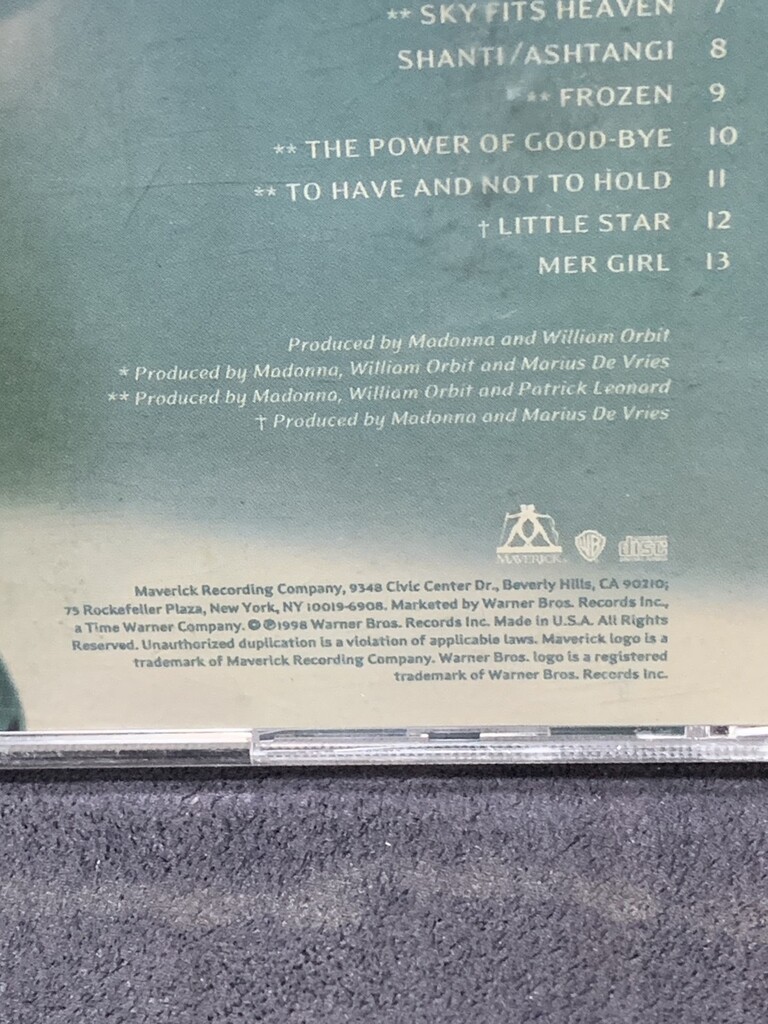 ** SKY FITS HEAVEN 7
SHANTI/ASHTANGI 8
** FROZEN 9
** THE POWER OF GOOD-BYE 10
** TO HAVE AND NOT TO HOLD 11
† LITTLE STAR 12
MER GIRL 13
Produced by Madonna and William Orbit
* Produced by Madonna, William Orbit and Marius De Vries
** Produced by Madonna, William Orbit and Patrick Leonard
† Produced by Madonna and Marius De Vries
MAVERICK WB disc
Maverick Recording Company, 9348 Civic Center Dr., Beverly Hills, CA 90210;
75 Rockefeller Plaza, New York, NY 10019-6908. Marketed by Warner Bros. Records Inc.,
a Time Warner Company. ©℗1998 Warner Bros. Records Inc. Made in U.S.A. All Rights
Reserved. Unauthorized duplication is a violation of applicable laws. Maverick logo is a
trademark of Maverick Recording Company. Warner Bros. logo is a registered
trademark of Warner Bros. Records Inc.